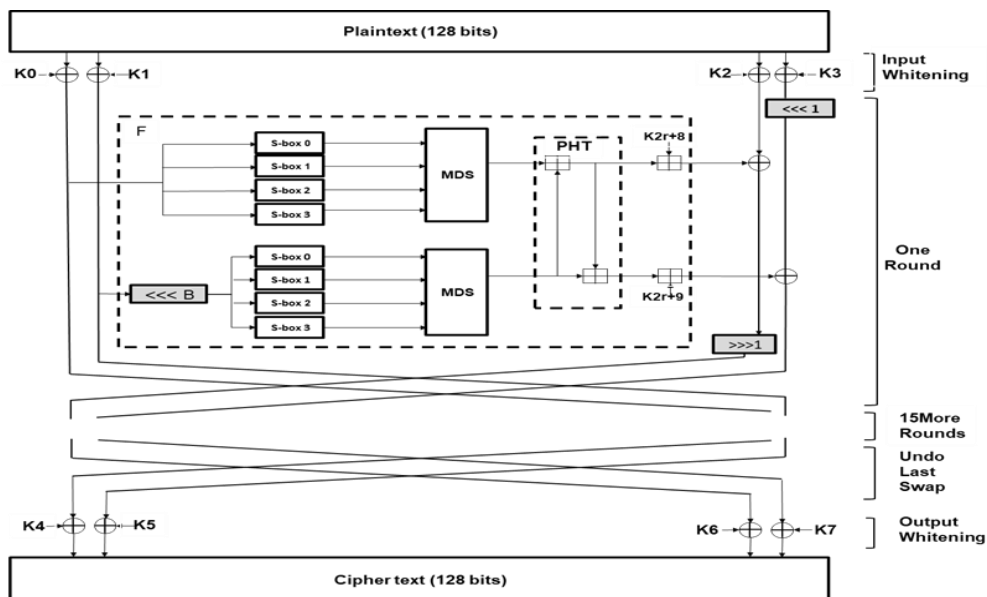 Plaintext (128 bits)
K0
K1
K2
K3
Input
Whitening
<<< 1
F
S-box 0
S-box 1
S-box 2
S-box 3
MDS
PHT
K2r+8
One
Round
<<< B
S-box 0
S-box 1
S-box 2
S-box 3
MDS
K2r+9
>>>1
15More
Rounds
Undo
Last
Swap
K4
K5
K6
K7
Output
Whitening
Cipher text (128 bits)